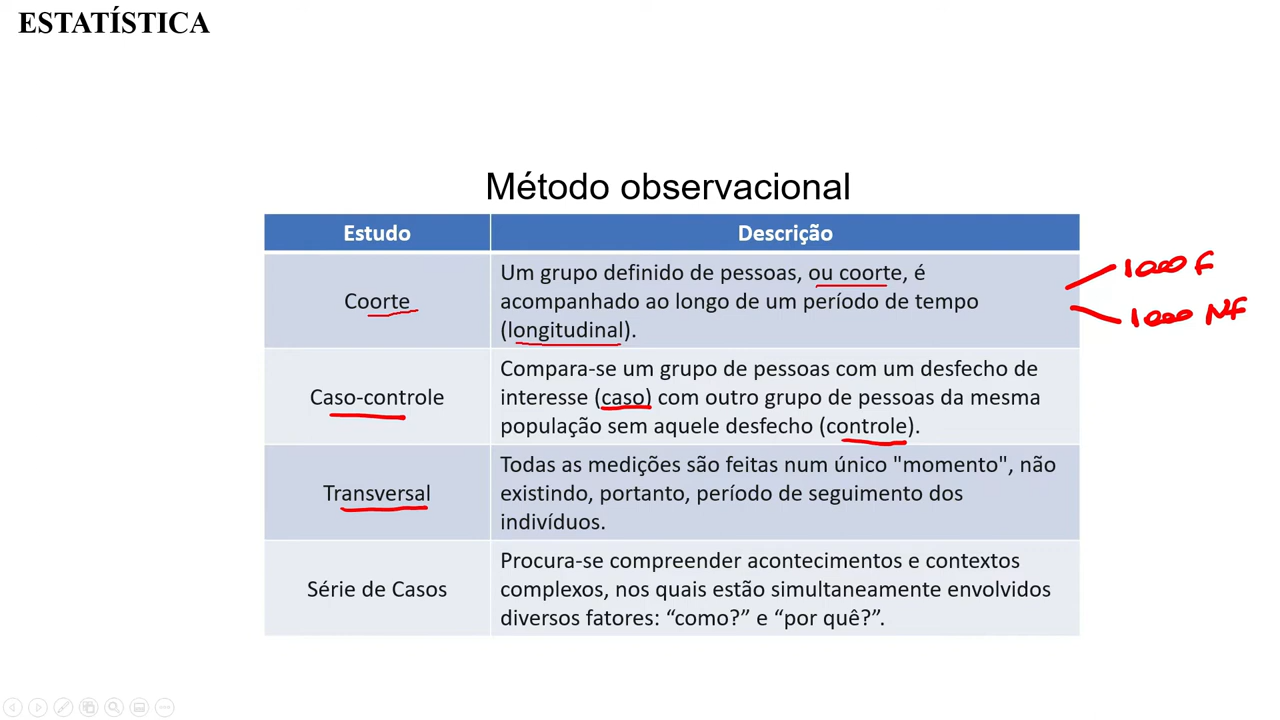 ESTATÍSTICA
Método observacional
Estudo
Descrição
Coorte
Um grupo definido de pessoas, ou coorte, é
acompanhado ao longo de um período de tempo
(longitudinal).
1000 F
1000 NF
Caso-controle
Compara-se um grupo de pessoas com um desfecho de
interesse (caso) com outro grupo de pessoas da mesma
população sem aquele desfecho (controle).
Transversal
Todas as medições são feitas num único "momento", não
existindo, portanto, período de seguimento dos
indivíduos.
Série de Casos
Procura-se compreender acontecimentos e contextos
complexos, nos quais estão simultaneamente envolvidos
diversos fatores: “como?” e “por quê?”.